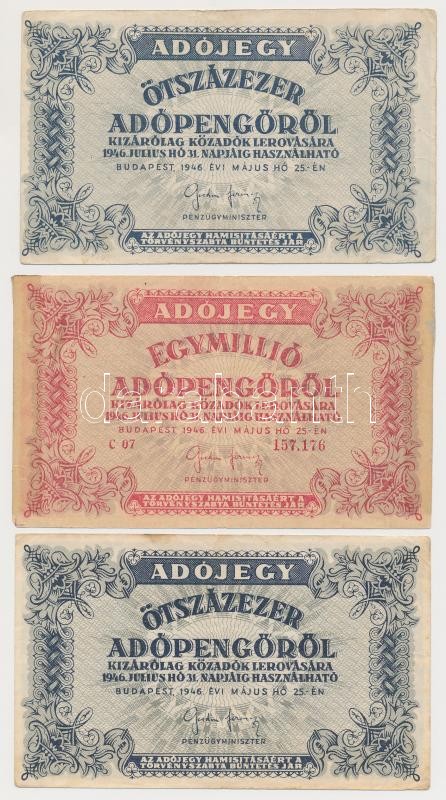 ADÓJEGY
ÖTSZÁZEZER
ADÓPENGŐRŐL
KIZÁRÓLAG KÖZADÓK LEROVÁSÁRA
1946. JULIUS HÓ 31. NAPJÁIG HASZNÁLHATÓ
BUDAPEST, 1946. ÉVI MÁJUS HÓ 25.-ÉN
PÉNZÜGYMINISZTER
AZ ADÓJEGY HAMISITÁSÁÉRT A
TÖRVÉNYSZABTA BÜNTETÉS JÁR
ADÓJEGY
EGYMILLIÓ
ADÓPENGŐRŐL
KIZÁRÓLAG KÖZADÓK LEROVÁSÁRA
1946. JULIUS HÓ 31. NAPJÁIG HASZNÁLHATÓ
BUDAPEST, 1946. ÉVI MÁJUS HÓ 25.-ÉN
C 07 157,176
PÉNZÜGYMINISZTER
AZ ADÓJEGY HAMISITÁSÁÉRT A
TÖRVÉNYSZABTA BÜNTETÉS JÁR
ADÓJEGY
ÖTSZÁZEZER
ADÓPENGŐRŐL
KIZÁRÓLAG KÖZADÓK LEROVÁSÁRA
1946. JULIUS HÓ 31. NAPJÁIG HASZNÁLHATÓ
BUDAPEST, 1946. ÉVI MÁJUS HÓ 25.-ÉN
PÉNZÜGYMINISZTER
AZ ADÓJEGY HAMISITÁSÁÉRT A
TÖRVÉNYSZABTA BÜNTETÉS JÁR